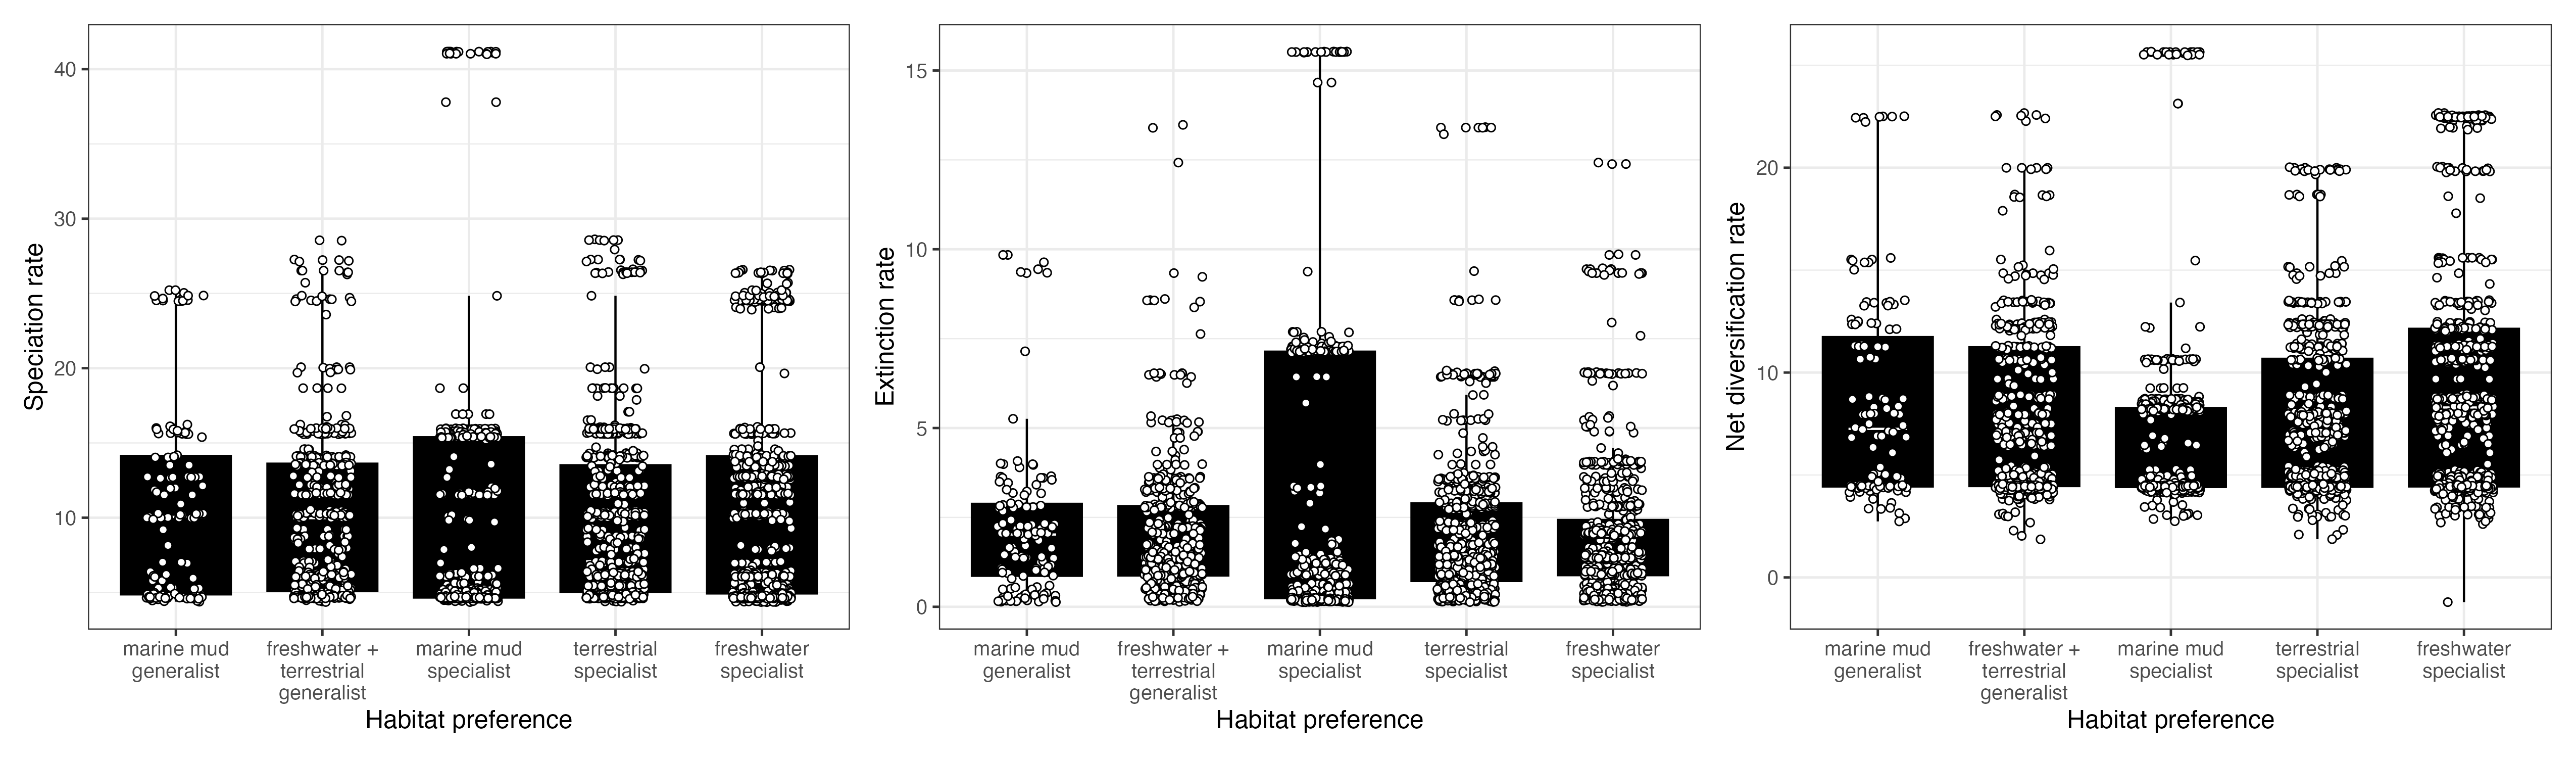 Speciation rate
40
30
20
10
marine mud
generalist
freshwater +
terrestrial
generalist
marine mud
specialist
terrestrial
specialist
freshwater
specialist
Habitat preference
Extinction rate
15
10
5
0
marine mud
generalist
freshwater +
terrestrial
generalist
marine mud
specialist
terrestrial
specialist
freshwater
specialist
Habitat preference
Net diversification rate
20
10
0
marine mud
generalist
freshwater +
terrestrial
generalist
marine mud
specialist
terrestrial
specialist
freshwater
specialist
Habitat preference